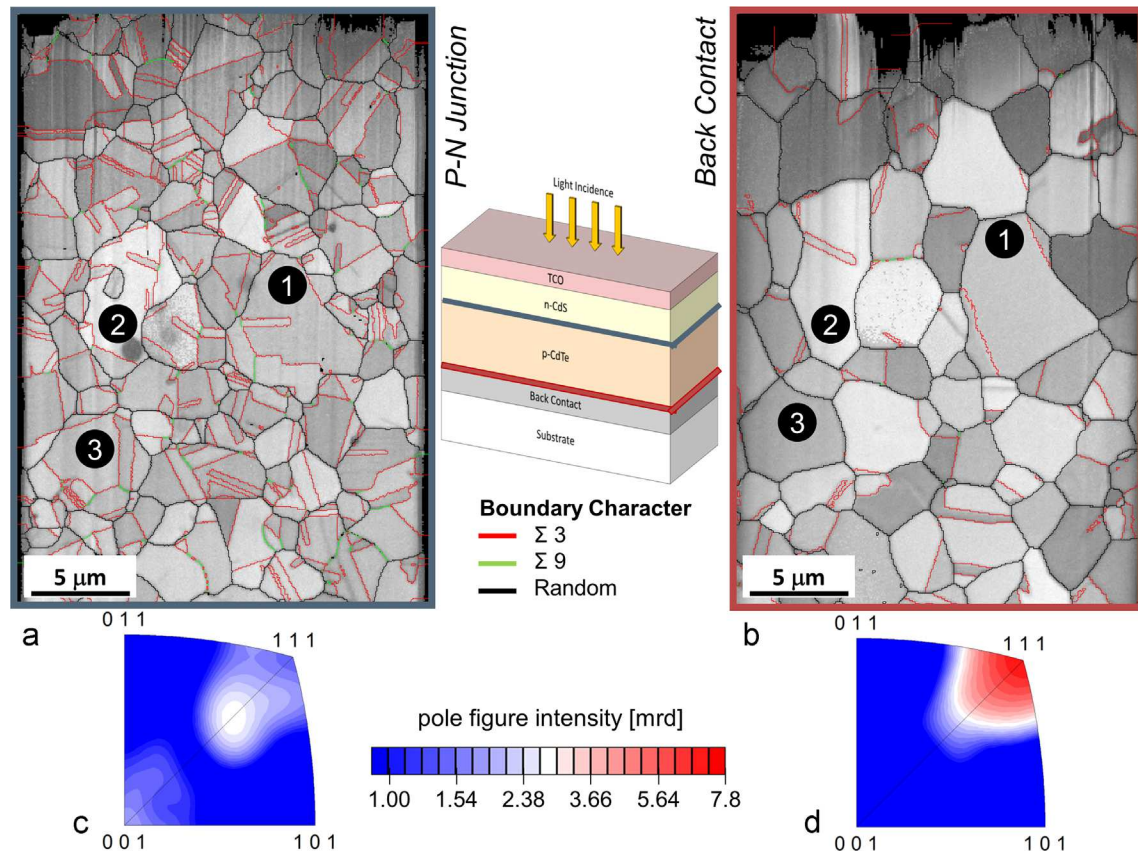 P-N Junction
Back Contact
1
2
3
5 μm
Light Incidence
TCO
n-CdS
p-CdTe
Back Contact
Substrate
Boundary Character
Σ 3
Σ 9
Random
1
2
3
5 μm
a
0 1 1
1 1 1
c
0 0 1
1 0 1
pole figure intensity [mrd]
1.00 1.54 2.38 3.66 5.64 7.8
b
0 1 1
1 1 1
d
0 0 1
1 0 1